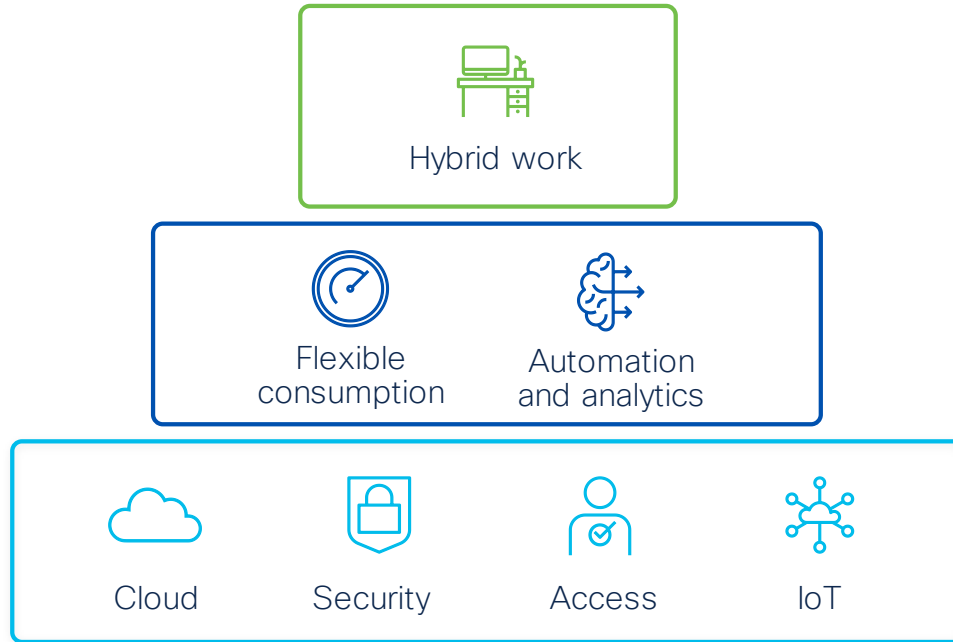 Hybrid work
Flexible
consumption
Automation
and analytics
Cloud
Security
Access
IoT